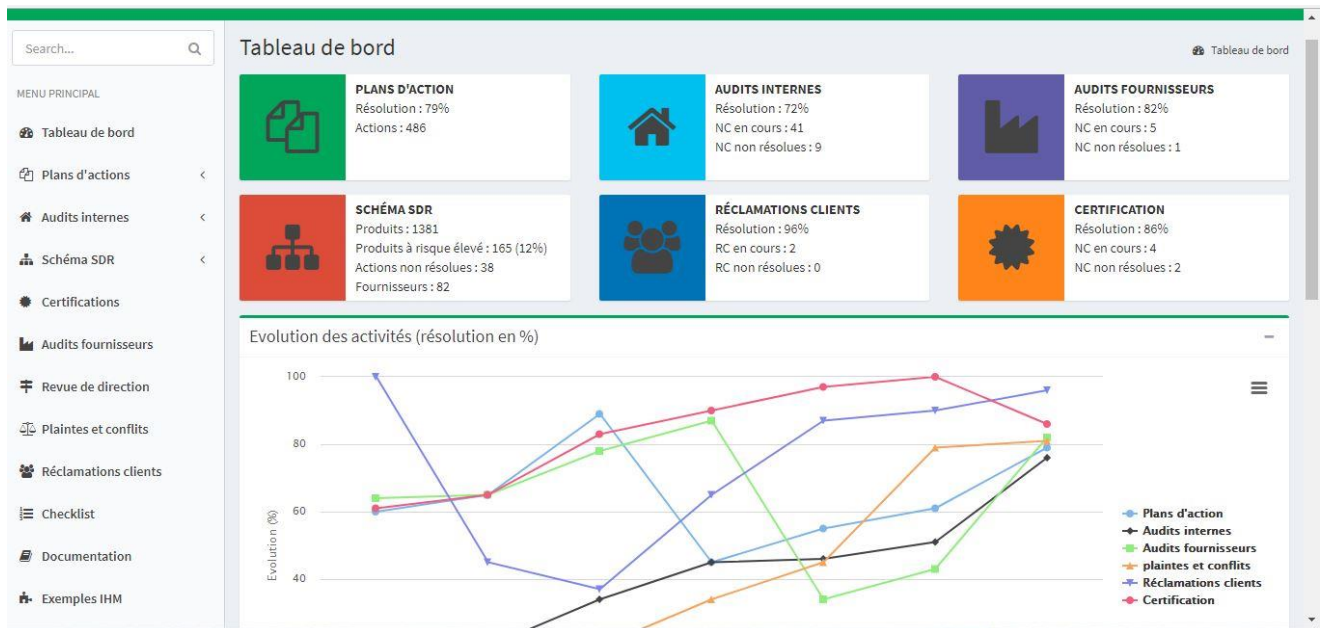 Search...
MENU PRINCIPAL
Tableau de bord
Plans d'actions
Audits internes
Schéma SDR
Certifications
Audits fournisseurs
Revue de direction
Plaintes et conflits
Réclamations clients
Checklist
Documentation
Exemples IHM
Tableau de bord
Tableau de bord
PLANS D'ACTION
Résolution : 79%
Actions : 486
AUDITS INTERNES
Résolution : 72%
NC en cours : 41
NC non résolues : 9
AUDITS FOURNISSEURS
Résolution : 82%
NC en cours : 5
NC non résolues : 1
SCHÉMA SDR
Produits : 1381
Produits à risque élevé : 165 (12%)
Actions non résolues : 38
Fournisseurs : 82
RÉCLAMATIONS CLIENTS
Résolution : 96%
RC en cours : 2
RC non résolues : 0
CERTIFICATION
Résolution : 86%
NC en cours : 4
NC non résolues : 2
Evolution des activités (résolution en %)
100
80
60
40
Evolution (%)
Plans d'action
Audits internes
Audits fournisseurs
plaintes et conflits
Réclamations clients
Certification